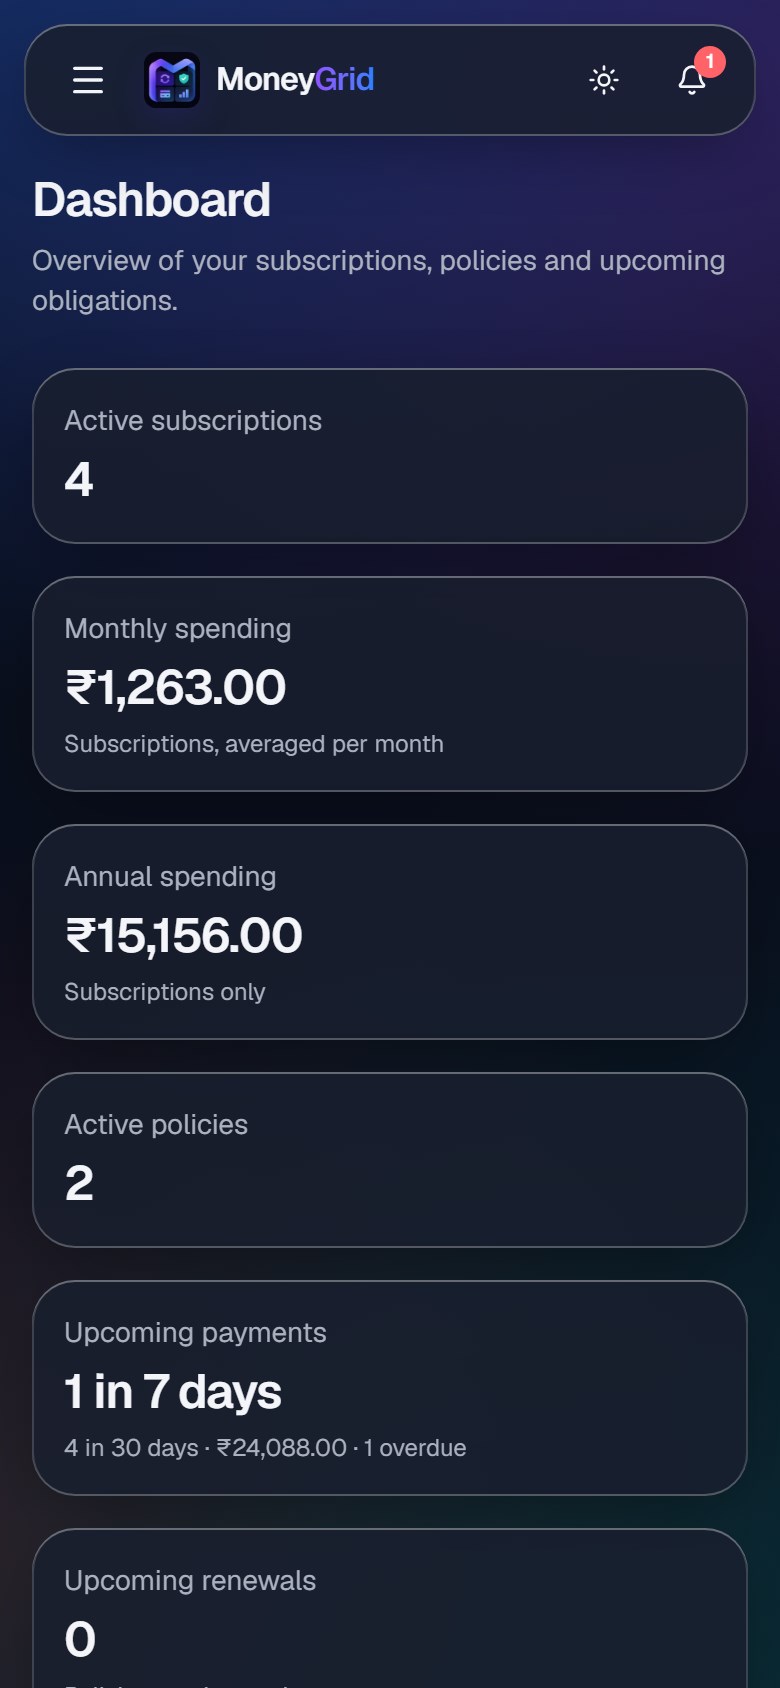 MoneyGrid
1
Dashboard
Overview of your subscriptions, policies and upcoming
obligations.
Active subscriptions
4
Monthly spending
₹1,263.00
Subscriptions, averaged per month
Annual spending
₹15,156.00
Subscriptions only
Active policies
2
Upcoming payments
1 in 7 days
4 in 30 days · ₹24,088.00 · 1 overdue
Upcoming renewals
0